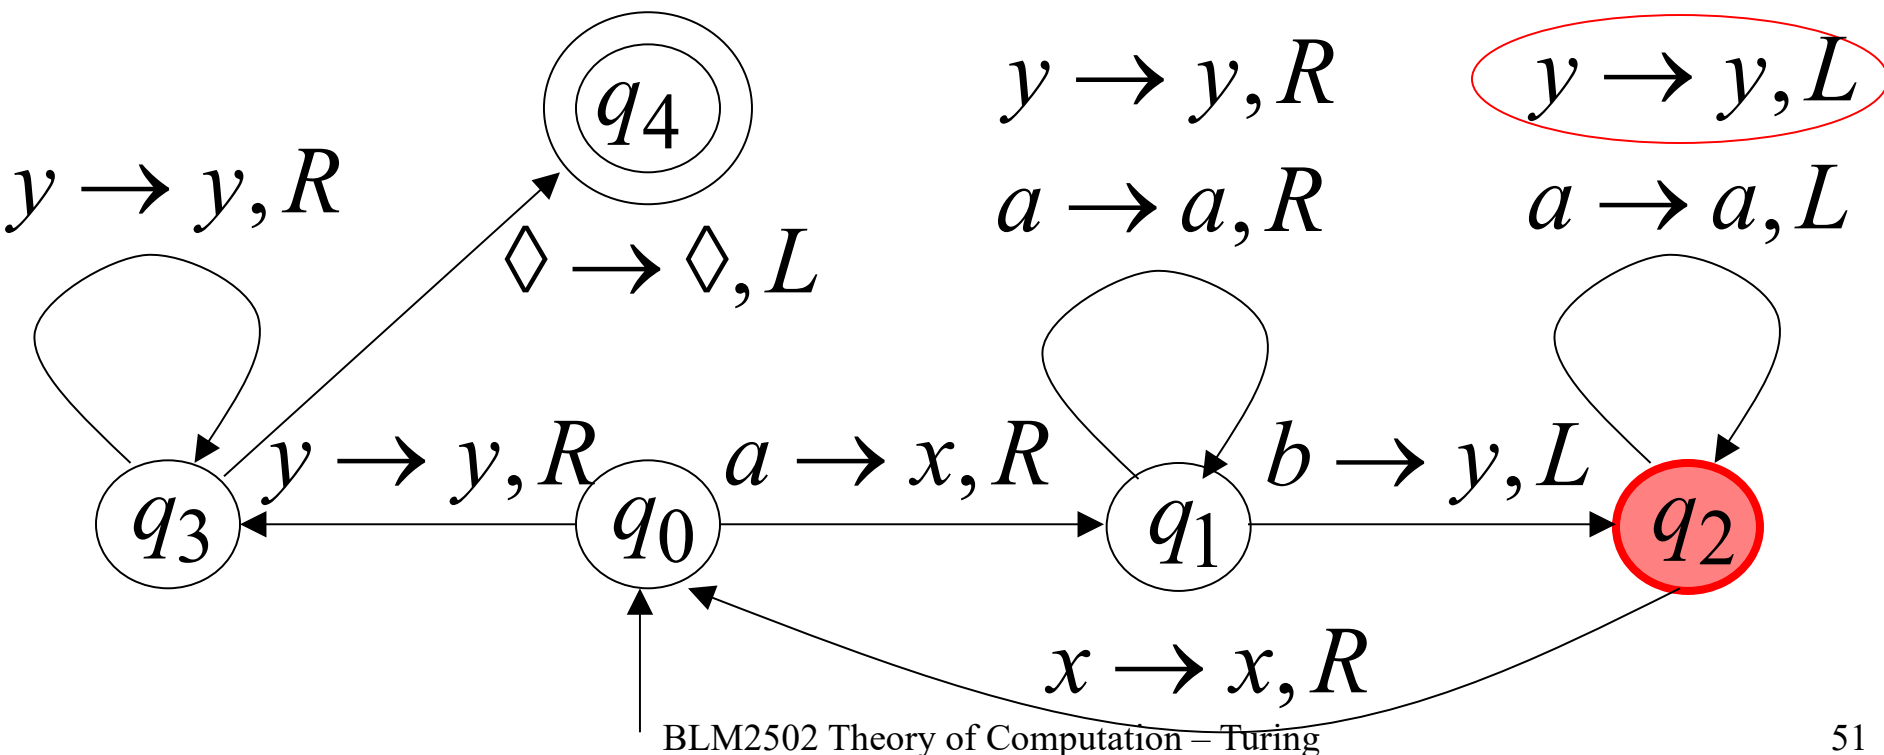 y → y, R
y → y, L
q4
y → y, R
a → a, R
a → a, L
◊ → ◊, L
y → y, R
a → x, R
b → y, L
q3
q0
q1
q2
x → x, R
BLM2502 Theory of Computation – Turing
51